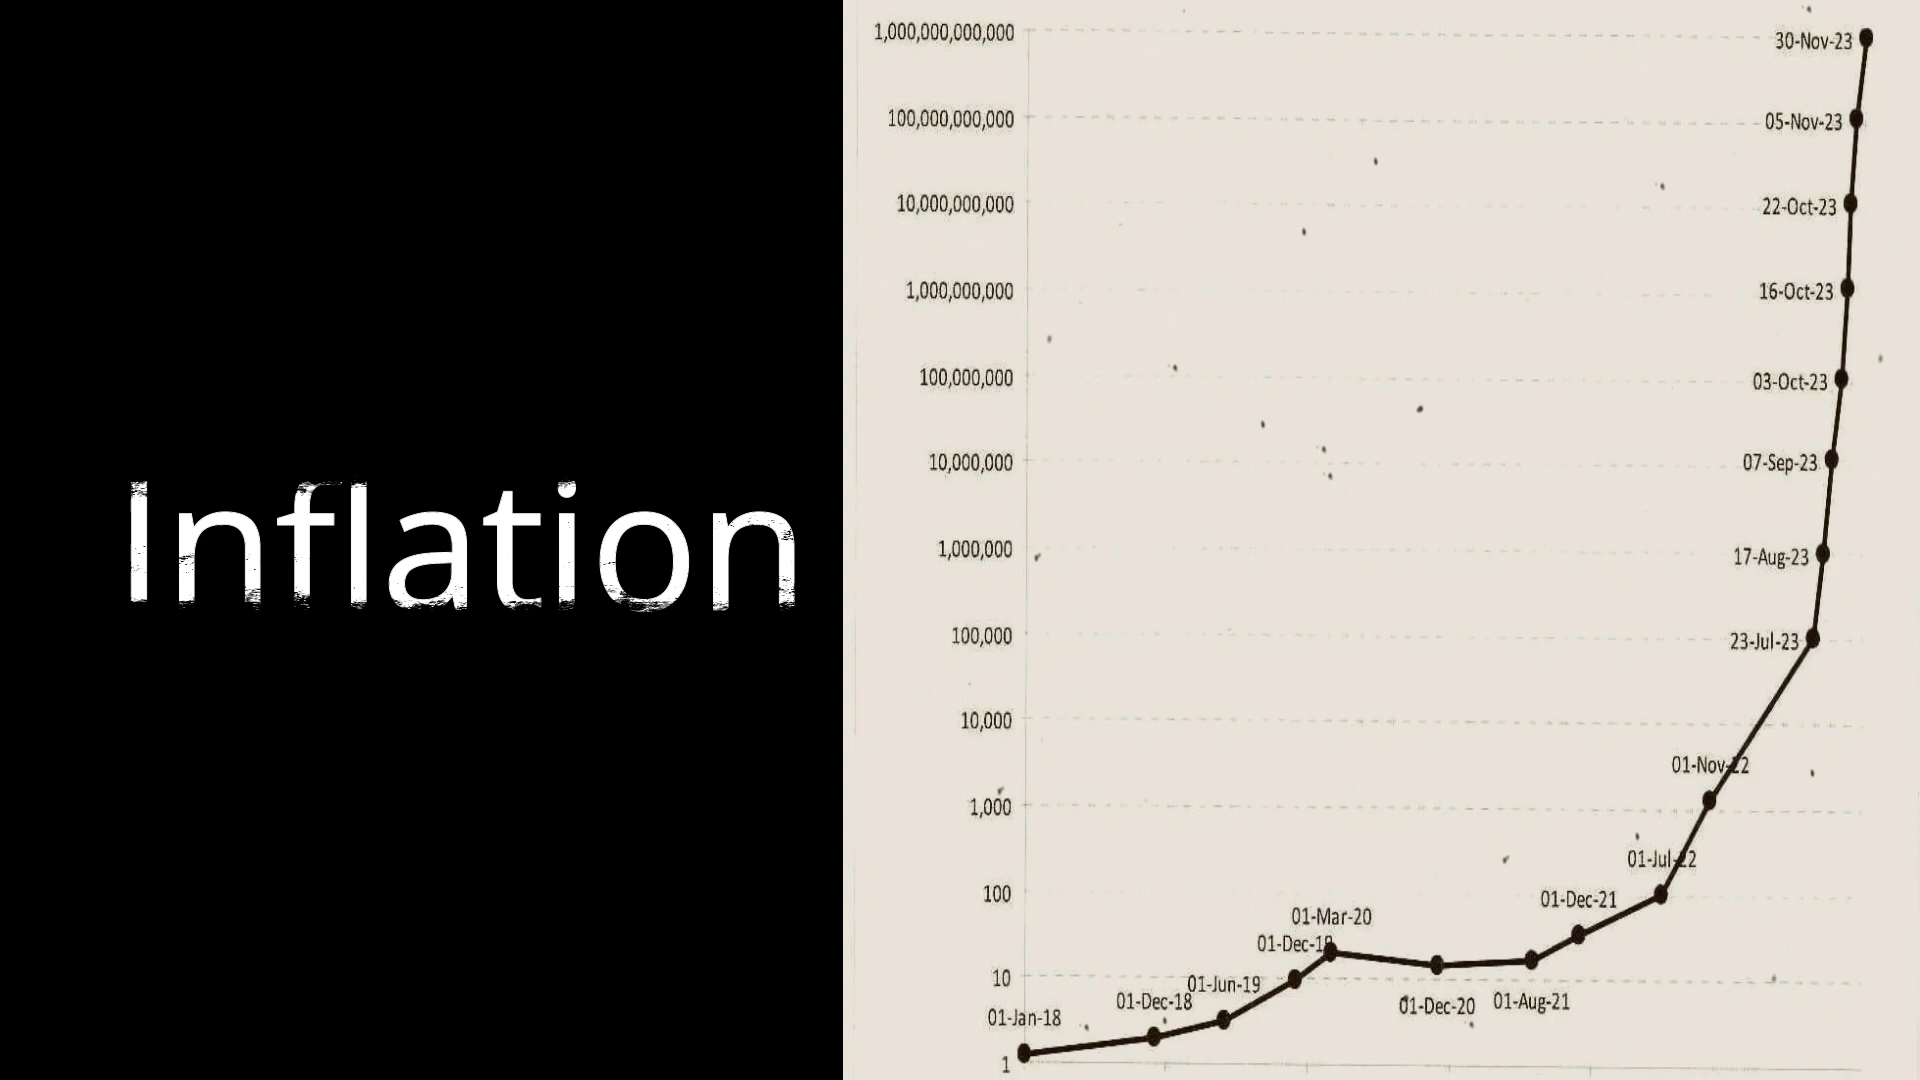 Inflation
1,000,000,000,000
100,000,000,000
10,000,000,000
1,000,000,000
100,000,000
10,000,000
1,000,000
100,000
10,000
1,000
100
10
1
30-Nov-23
05-Nov-23
22-Oct-23
16-Oct-23
03-Oct-23
07-Sep-23
17-Aug-23
23-Jul-23
01-Nov-22
01-Jul-22
01-Dec-21
01-Mar-20
01-Dec-19
01-Jun-19
01-Dec-18
01-Dec-20
01-Aug-21
01-Jan-18